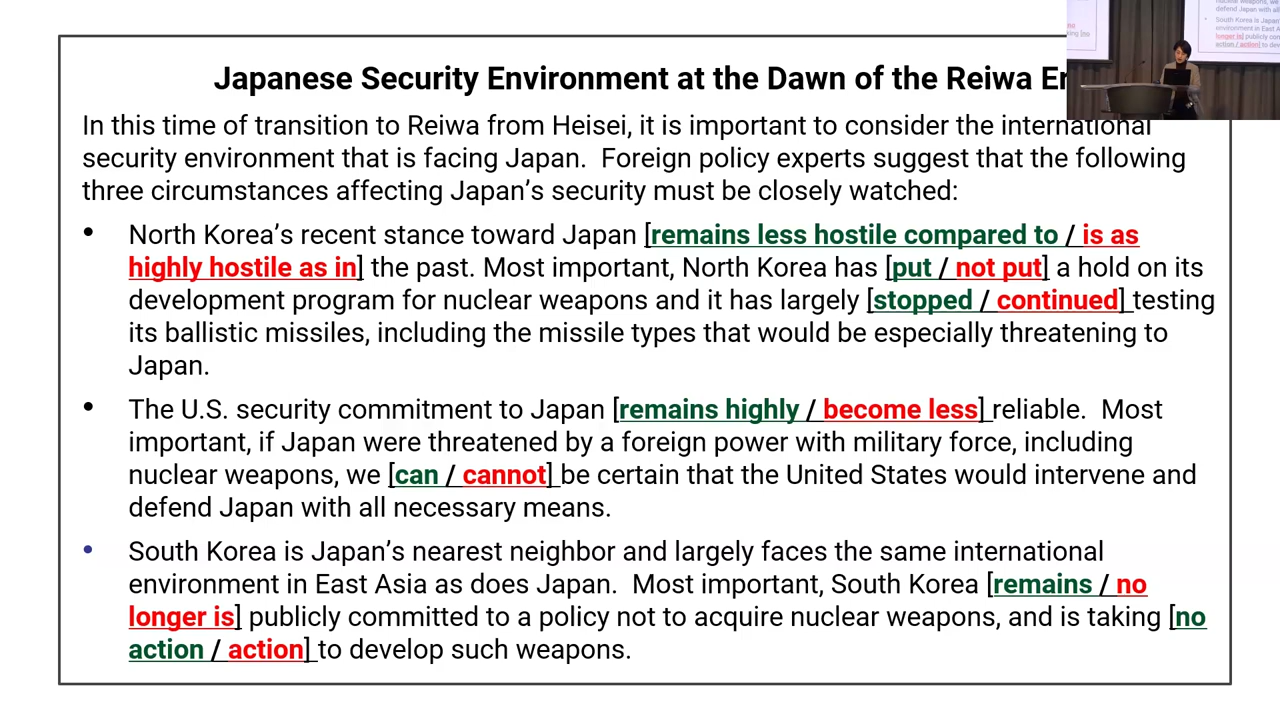 Japanese Security Environment at the Dawn of the Reiwa
In this time of transition to Reiwa from Heisei, it is important to consider the international
security environment that is facing Japan.  Foreign policy experts suggest that the following
three circumstances affecting Japan's security must be closely watched:
• North Korea's recent stance toward Japan [remains less hostile compared to / is as
highly hostile as in] the past. Most important, North Korea has [put / not put] a hold on its
development program for nuclear weapons and it has largely [stopped / continued] testing
its ballistic missiles, including the missile types that would be especially threatening to
Japan.
• The U.S. security commitment to Japan [remains highly / become less] reliable.  Most
important, if Japan were threatened by a foreign power with military force, including
nuclear weapons, we [can / cannot] be certain that the United States would intervene and
defend Japan with all necessary means.
• South Korea is Japan's nearest neighbor and largely faces the same international
environment in East Asia as does Japan.  Most important, South Korea [remains / no
longer is] publicly committed to a policy not to acquire nuclear weapons, and is taking [no
action / action] to develop such weapons.